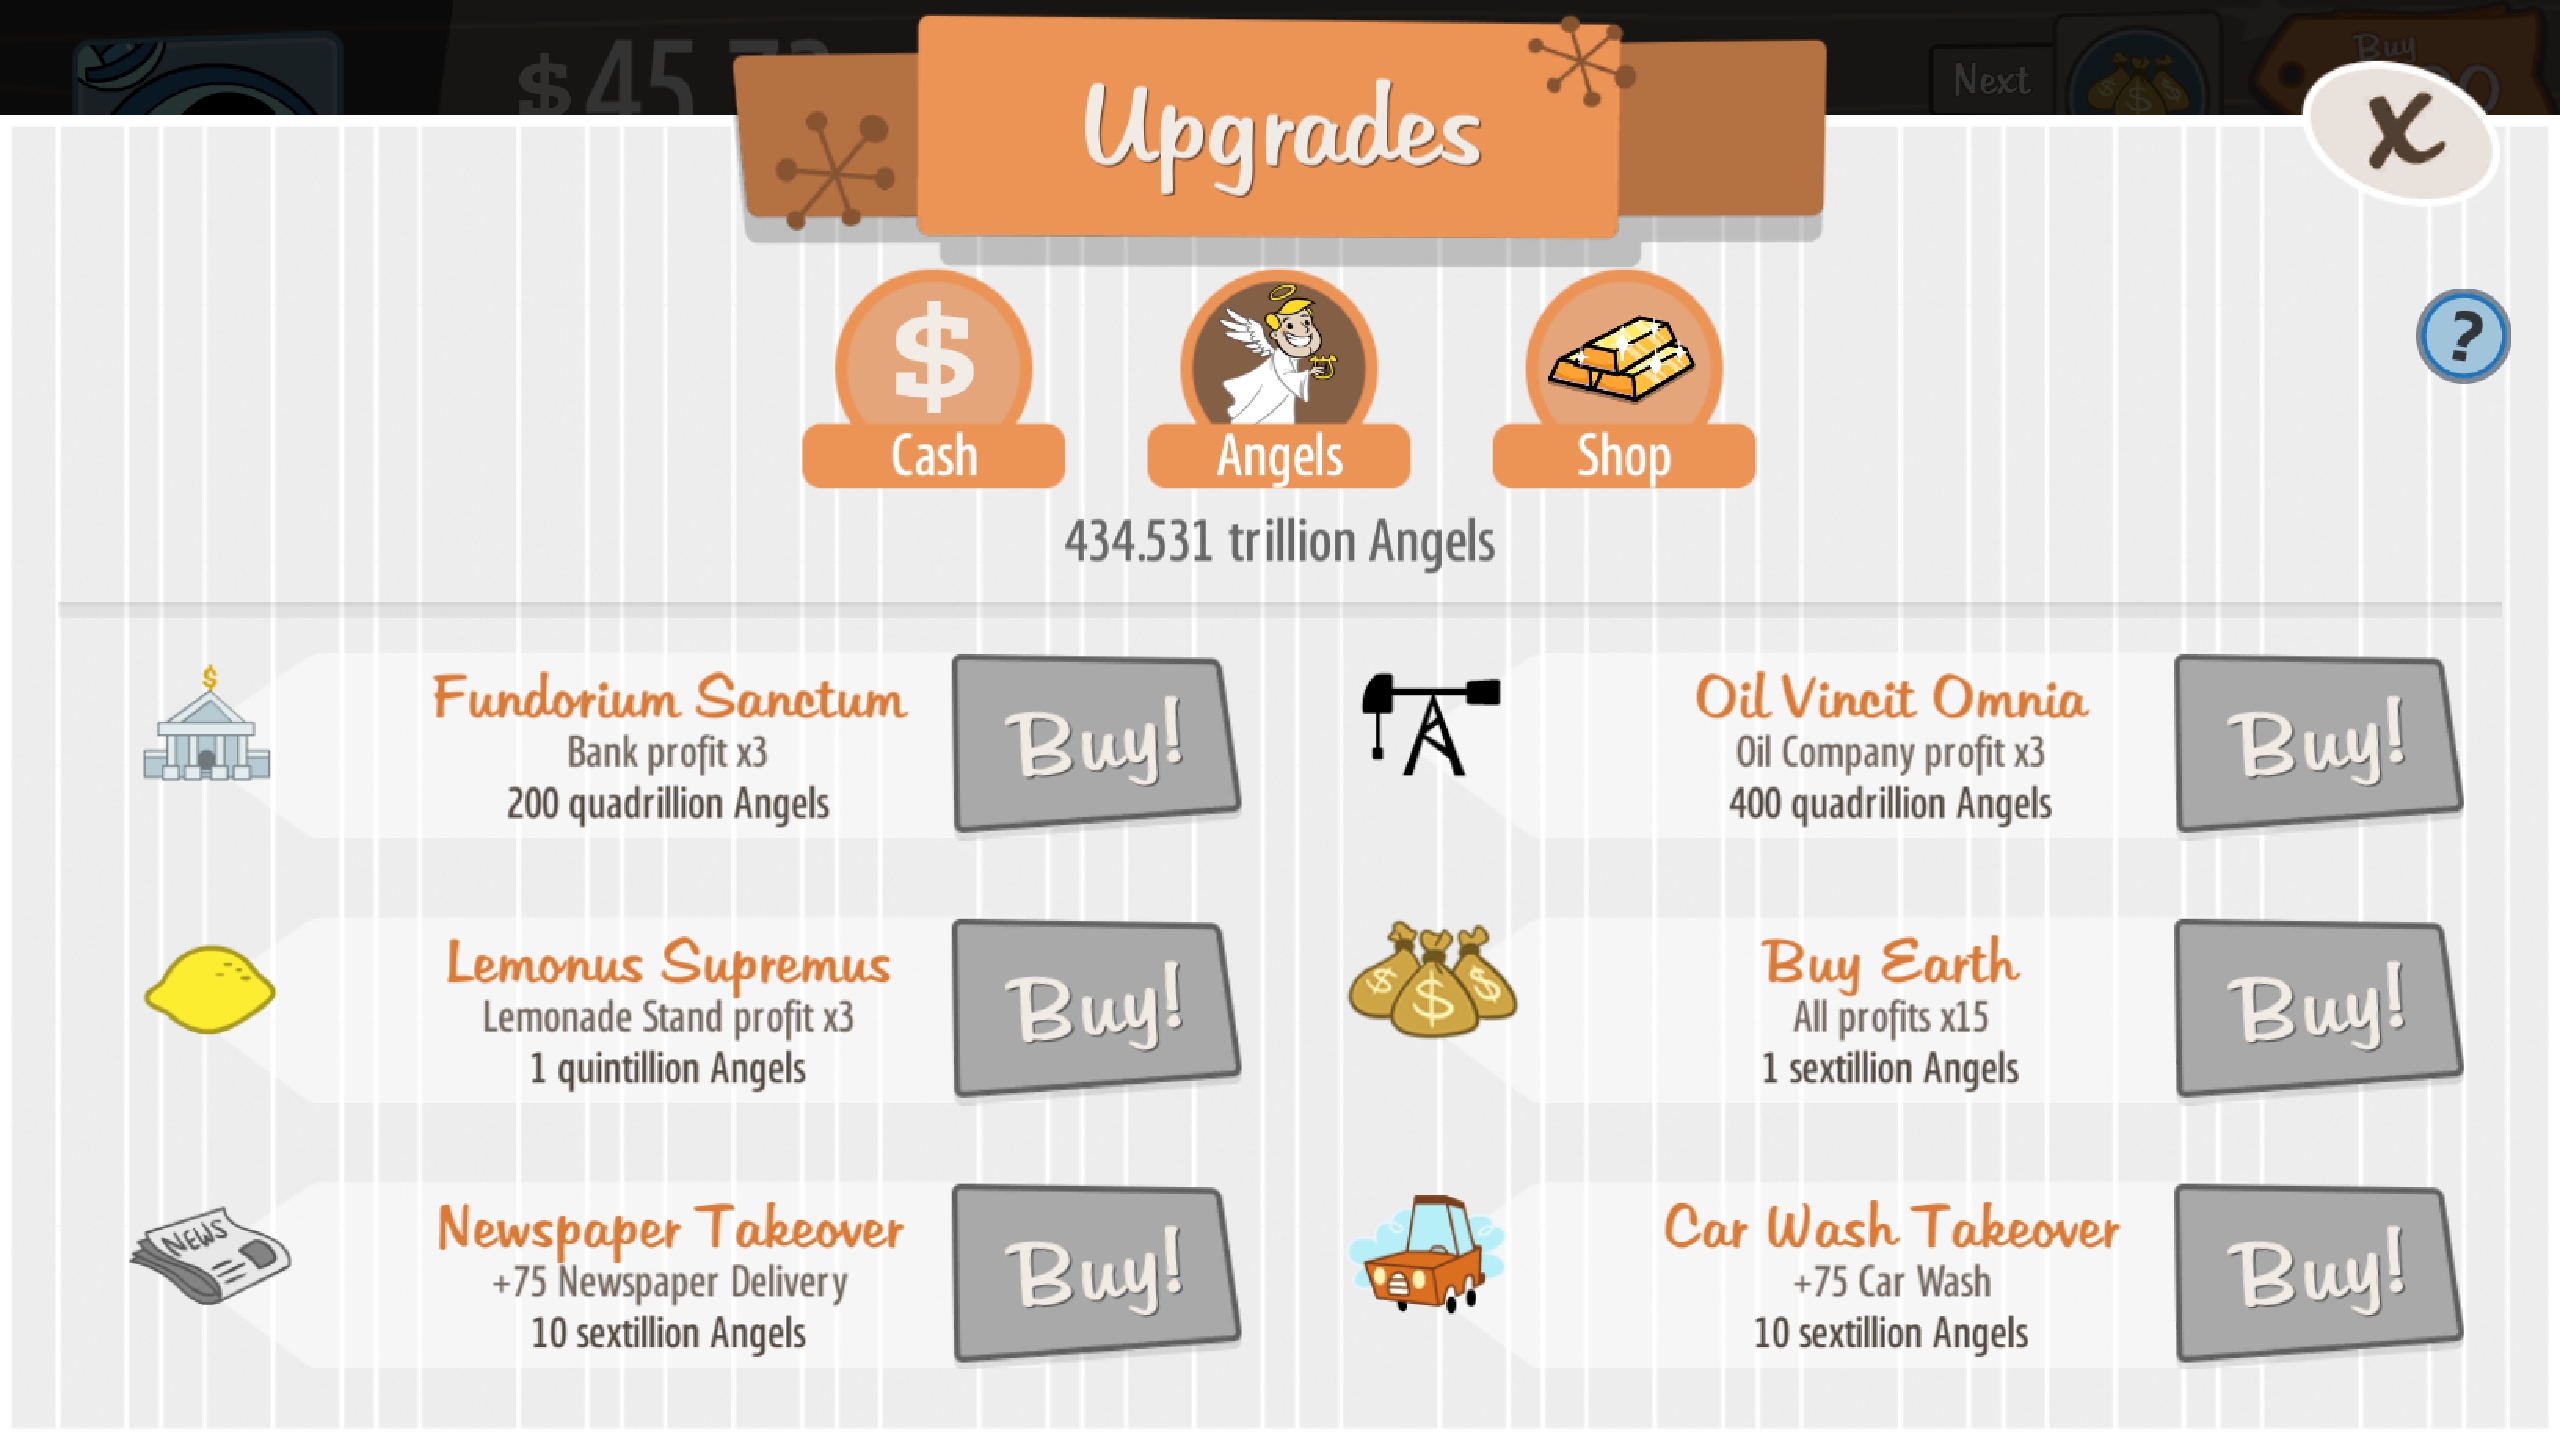 $45.73
Next
Buy
Upgrades
X
$
?
Cash
Angels
Shop
434.531 trillion Angels
$
Fundorium Sanctum
Bank profit x3
200 quadrillion Angels
Buy!
Oil Vincit Omnia
Oil Company profit x3
400 quadrillion Angels
Buy!
Lemonus Supremus
Lemonade Stand profit x3
1 quintillion Angels
Buy!
$ $ $
Buy Earth
All profits x15
1 sextillion Angels
Buy!
NEWS
Newspaper Takeover
+75 Newspaper Delivery
10 sextillion Angels
Buy!
Car Wash Takeover
+75 Car Wash
10 sextillion Angels
Buy!